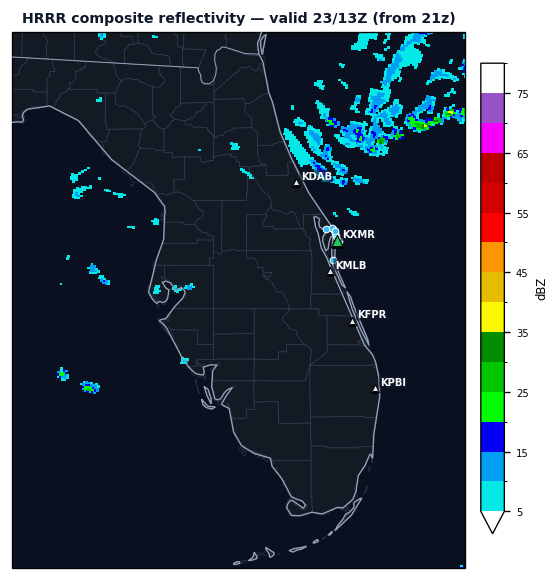 HRRR composite reflectivity — valid 23/13Z (from 21z)
KDAB
KXMR
KMLB
KFPR
KPBI
75
65
55
45
35
25
15
5
dBZ